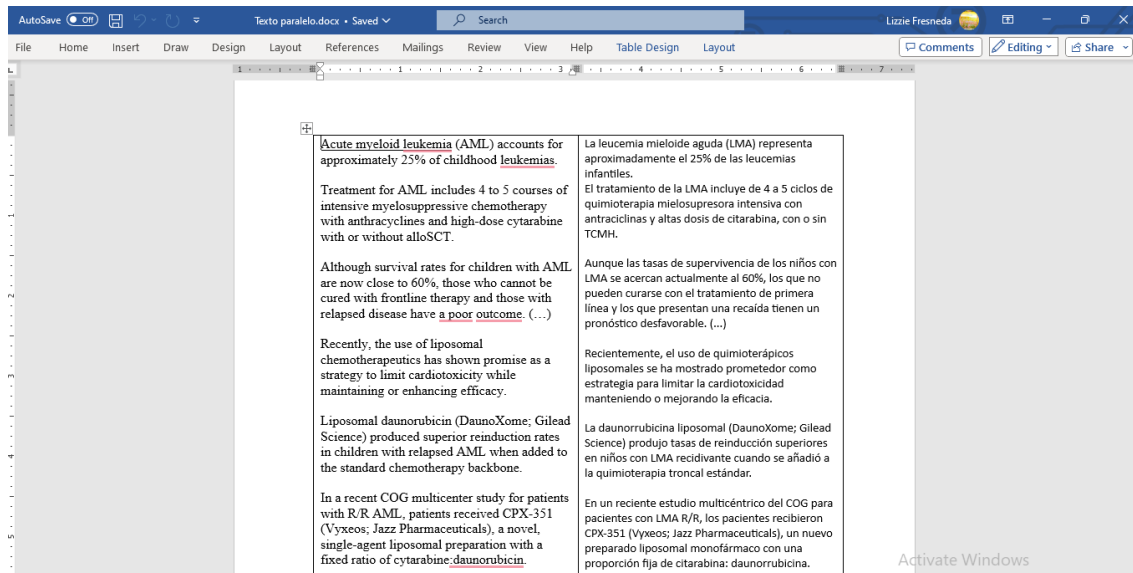 AutoSave Off Texto paralelo.docx • Saved Search Lizzie Fresneda
File Home Insert Draw Design Layout References Mailings Review View Help Table Design Layout Comments Editing Share
1 1 2 3 4 5 6 7
Acute myeloid leukemia (AML) accounts for
approximately 25% of childhood leukemias.
Treatment for AML includes 4 to 5 courses of
intensive myelosuppressive chemotherapy
with anthracyclines and high-dose cytarabine
with or without alloSCT.
Although survival rates for children with AML
are now close to 60%, those who cannot be
cured with frontline therapy and those with
relapsed disease have a poor outcome. (…)
Recently, the use of liposomal
chemotherapeutics has shown promise as a
strategy to limit cardiotoxicity while
maintaining or enhancing efficacy.
Liposomal daunorubicin (DaunoXome; Gilead
Science) produced superior reinduction rates
in children with relapsed AML when added to
the standard chemotherapy backbone.
In a recent COG multicenter study for patients
with R/R AML, patients received CPX-351
(Vyxeos; Jazz Pharmaceuticals), a novel,
single-agent liposomal preparation with a
fixed ratio of cytarabine:daunorubicin.
La leucemia mieloide aguda (LMA) representa
aproximadamente el 25% de las leucemias
infantiles.
El tratamiento de la LMA incluye de 4 a 5 ciclos de
quimioterapia mielosupresora intensiva con
antraciclinas y altas dosis de citarabina, con o sin
TCMH.
Aunque las tasas de supervivencia de los niños con
LMA se acercan actualmente al 60%, los que no
pueden curarse con el tratamiento de primera
línea y los que presentan una recaída tienen un
pronóstico desfavorable. (...)
Recientemente, el uso de quimioterápicos
liposomales se ha mostrado prometedor como
estrategia para limitar la cardiotoxicidad
manteniendo o mejorando la eficacia.
La daunorrubicina liposomal (DaunoXome; Gilead
Science) produjo tasas de reinducción superiores
en niños con LMA recidivante cuando se añadió a
la quimioterapia troncal estándar.
En un reciente estudio multicéntrico del COG para
pacientes con LMA R/R, los pacientes recibieron
CPX-351 (Vyxeos; Jazz Pharmaceuticals), un nuevo
preparado liposomal monofármaco con una
proporción fija de citarabina: daunorrubicina.
1
2
3
4
5
Activate Windows